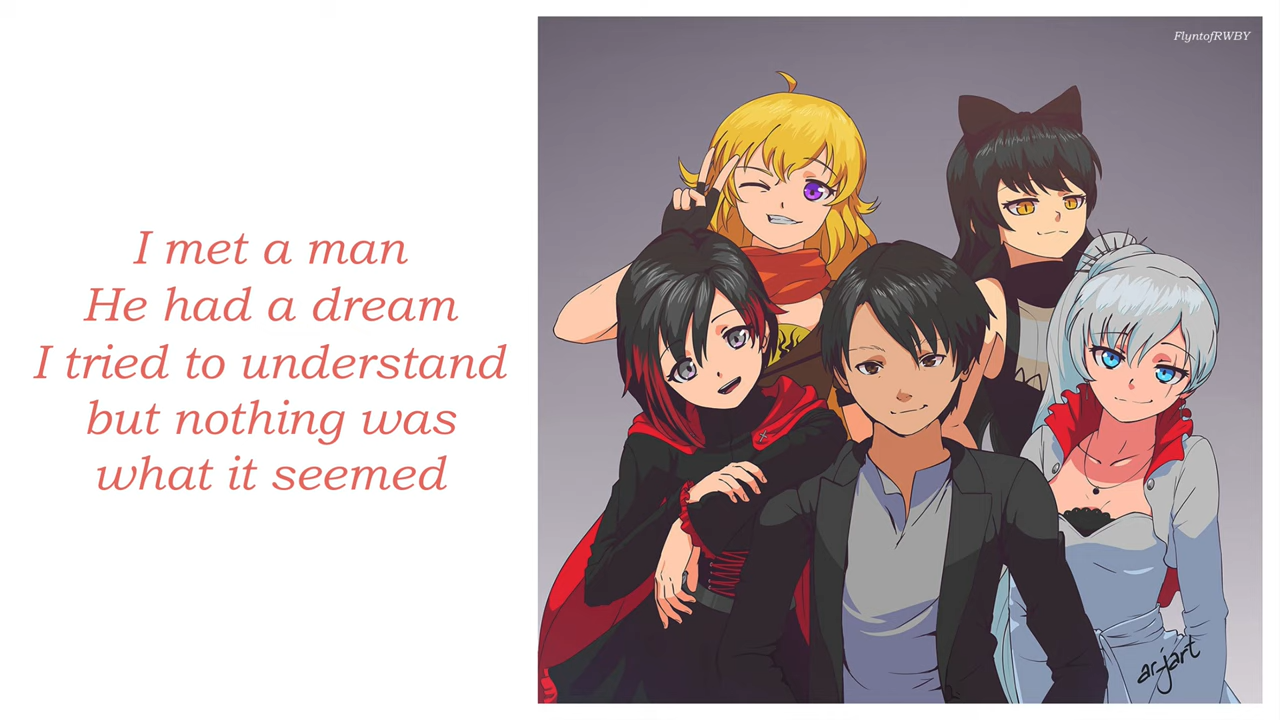 I met a man
He had a dream
I tried to understand
but nothing was
what it seemed
FlyntofRWBY
arjart